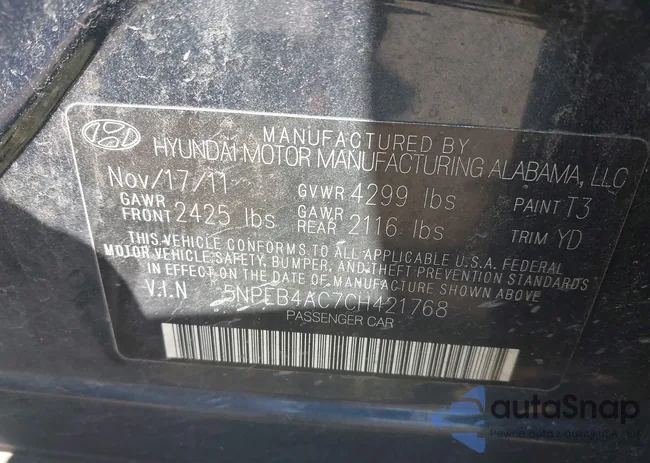 MANUFACTURED BY
HYUNDAI MOTOR MANUFACTURING ALABAMA, LLC
Nov/17/11 GVWR 4299 lbs PAINT T3
GAWR FRONT 2425 lbs GAWR REAR 2116 lbs TRIM YD
THIS VEHICLE CONFORMS TO ALL APPLICABLE U.S.A. FEDERAL
MOTOR VEHICLE SAFETY, BUMPER, AND THEFT PREVENTION STANDARDS
IN EFFECT ON THE DATE OF MANUFACTURE SHOWN ABOVE
V.I.N 5NPEB4AC7CH421768
PASSENGER CAR
autoSnap
Pewne auta z